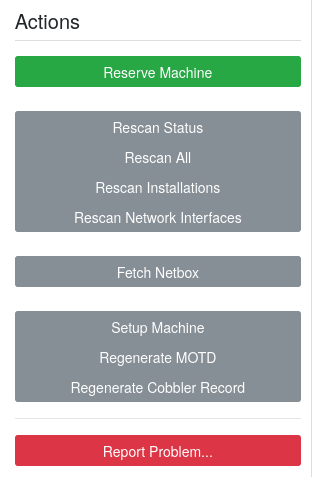 Actions
Reserve Machine
Rescan Status
Rescan All
Rescan Installations
Rescan Network Interfaces
Fetch Netbox
Setup Machine
Regenerate MOTD
Regenerate Cobbler Record
Report Problem...